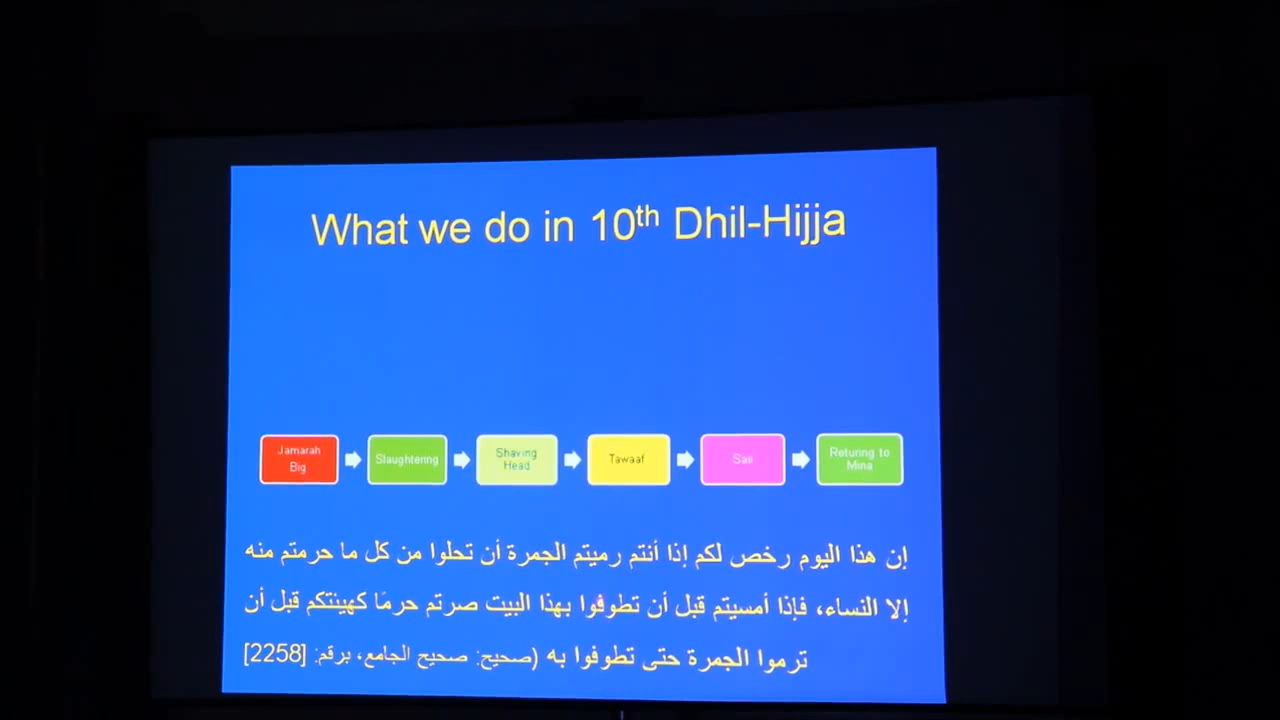 What we do in 10th Dhil-Hijja
Jamarah
Big
Slaughtering
Shaving
Head
Tawaaf
Saii
Returing to
Mina
إن هذا اليوم رخص لكم إذا أنتم رميتم الجمرة أن تحلوا من كل ما حرمتم منه
إلا النساء، فإذا أمسيتم قبل أن تطوفوا بهذا البيت صرتم حرمًا كهيئتكم قبل أن
ترموا الجمرة حتى تطوفوا به (صحيح: صحيح الجامع، برقم: [2258]